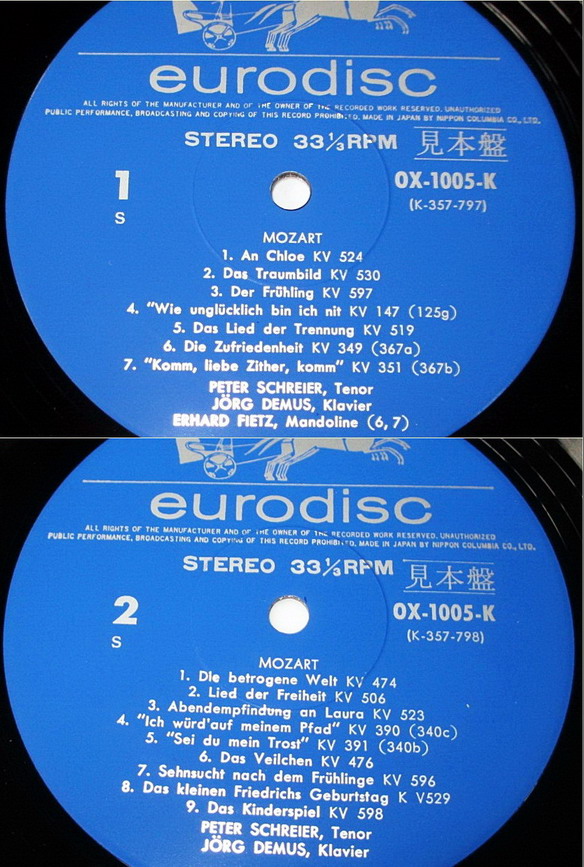 eurodisc
ALL RIGHTS OF THE MANUFACTURER AND OF THE OWNER OF THE RECORDED WORK RESERVED. UNAUTHORIZED
PUBLIC PERFORMANCE, BROADCASTING AND COPYING OF THIS RECORD PROHIBITED. MADE IN JAPAN BY NIPPON COLUMBIA CO., LTD.
STEREO 33⅓RPM 見本盤
1 OX-1005-K
S (K-357-797)
MOZART
1. An Chloe KV 524
2. Das Traumbild KV 530
3. Der Frühling KV 597
4. "Wie unglücklich bin ich nit KV 147 (125g)
5. Das Lied der Trennung KV 519
6. Die Zufriedenheit KV 349 (367a)
7. "Komm, liebe Zither, komm" KV 351 (367b)
PETER SCHREIER, Tenor
JÖRG DEMUS, Klavier
ERHARD FIETZ, Mandoline (6, 7)
eurodisc
ALL RIGHTS OF THE MANUFACTURER AND OF THE OWNER OF THE RECORDED WORK RESERVED. UNAUTHORIZED
PUBLIC PERFORMANCE, BROADCASTING AND COPYING OF THIS RECORD PROHIBITED. MADE IN JAPAN BY NIPPON COLUMBIA CO., LTD.
STEREO 33⅓RPM 見本盤
2 OX-1005-K
S (K-357-798)
MOZART
1. Die betrogene Welt KV 474
2. Lied der Freiheit KV 506
3. Abendempfindung an Laura KV 523
4. "Ich würd'auf meinem Pfad" KV 390 (340c)
5. "Sei du mein Trost" KV 391 (340b)
6. Das Veilchen KV 476
7. Sehnsucht nach dem Frühlinge KV 596
8. Das kleinen Friedrichs Geburtstag K V529
9. Das Kinderspiel KV 598
PETER SCHREIER, Tenor
JÖRG DEMUS, Klavier